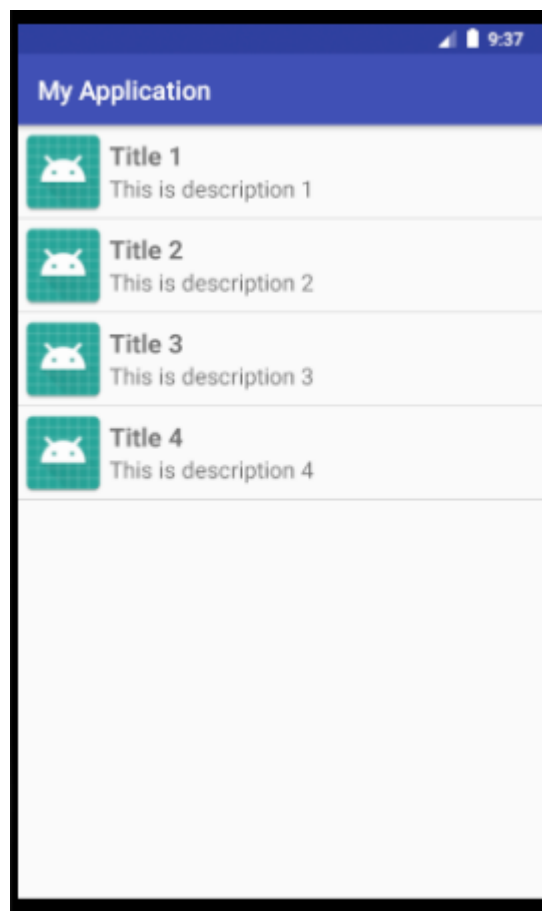 9:37
My Application
Title 1
This is description 1
Title 2
This is description 2
Title 3
This is description 3
Title 4
This is description 4